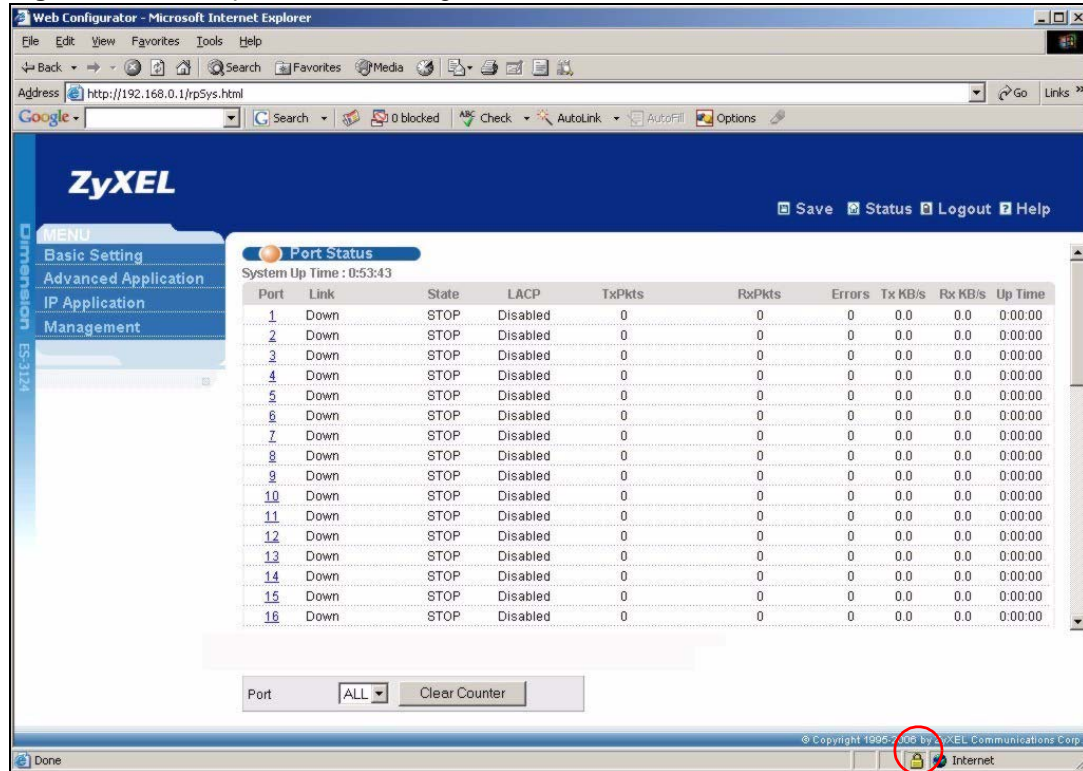 Web Configurator - Microsoft Internet Explorer
File Edit View Favorites Tools Help
Back Search Favorites Media
Address http://192.168.0.1/rpSys.html Go Links »
Google - Search 0 blocked ABC Check AutoLink AutoFill Options
ZyXEL
Save Status Logout Help
Dimension ES-3124
MENU
Basic Setting
Advanced Application
IP Application
Management
Port Status
System Up Time : 0:53:43
Port Link State LACP TxPkts RxPkts Errors Tx KB/s Rx KB/s Up Time
1 Down STOP Disabled 0 0 0 0.0 0.0 0:00:00
2 Down STOP Disabled 0 0 0 0.0 0.0 0:00:00
3 Down STOP Disabled 0 0 0 0.0 0.0 0:00:00
4 Down STOP Disabled 0 0 0 0.0 0.0 0:00:00
5 Down STOP Disabled 0 0 0 0.0 0.0 0:00:00
6 Down STOP Disabled 0 0 0 0.0 0.0 0:00:00
7 Down STOP Disabled 0 0 0 0.0 0.0 0:00:00
8 Down STOP Disabled 0 0 0 0.0 0.0 0:00:00
9 Down STOP Disabled 0 0 0 0.0 0.0 0:00:00
10 Down STOP Disabled 0 0 0 0.0 0.0 0:00:00
11 Down STOP Disabled 0 0 0 0.0 0.0 0:00:00
12 Down STOP Disabled 0 0 0 0.0 0.0 0:00:00
13 Down STOP Disabled 0 0 0 0.0 0.0 0:00:00
14 Down STOP Disabled 0 0 0 0.0 0.0 0:00:00
15 Down STOP Disabled 0 0 0 0.0 0.0 0:00:00
16 Down STOP Disabled 0 0 0 0.0 0.0 0:00:00
Port ALL Clear Counter
© Copyright 1995-2006 by ZyXEL Communications Corp
Done Internet